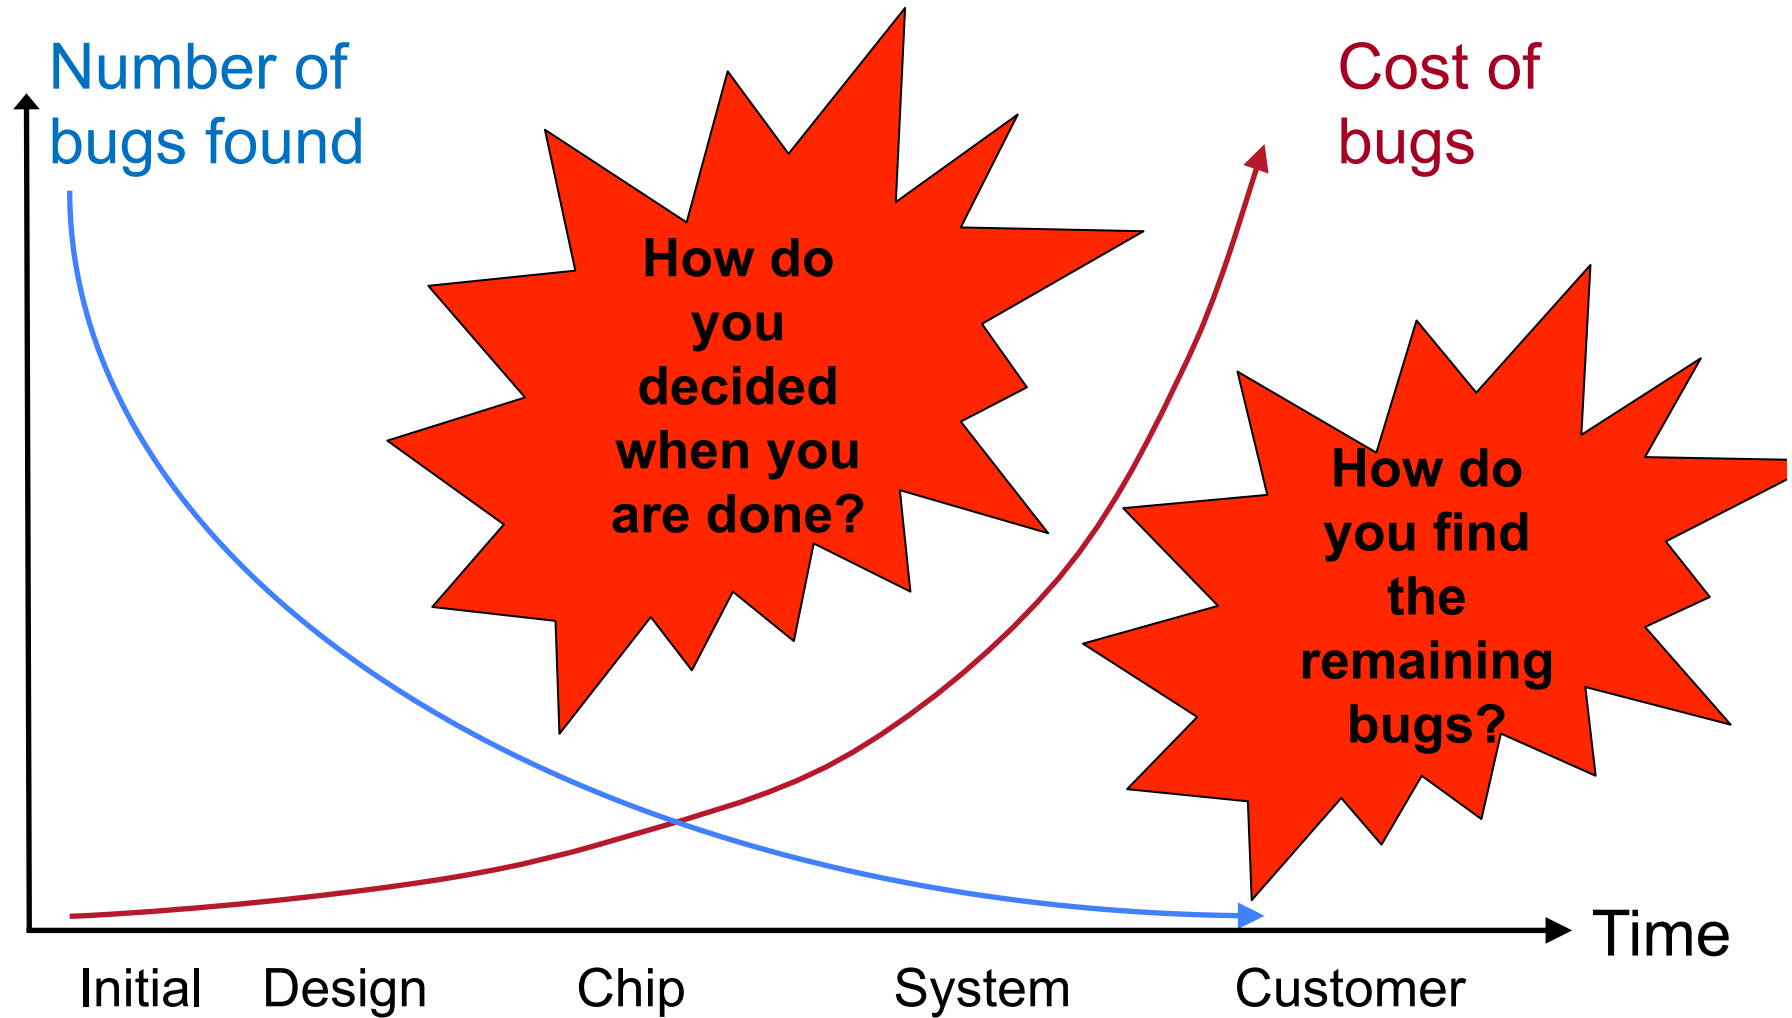 Number of
bugs found
Cost of
bugs
How do
you
decided
when you
are done?
How do
you find
the
remaining
bugs?
Time
Initial
Design
Chip
System
Customer